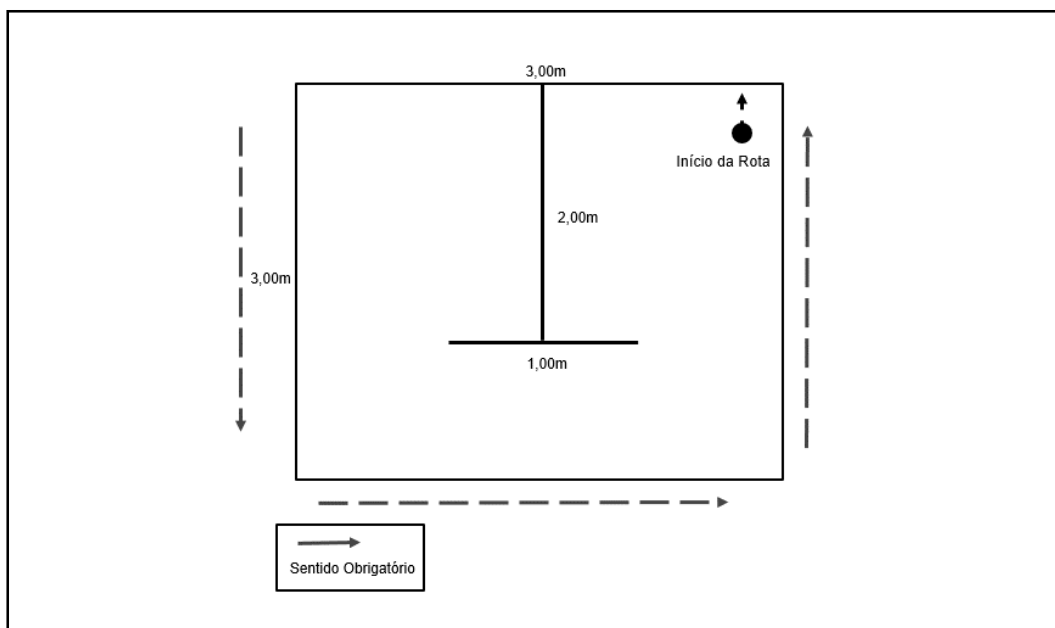 3,00m
Início da Rota
2,00m
3,00m
1,00m
Sentido Obrigatório